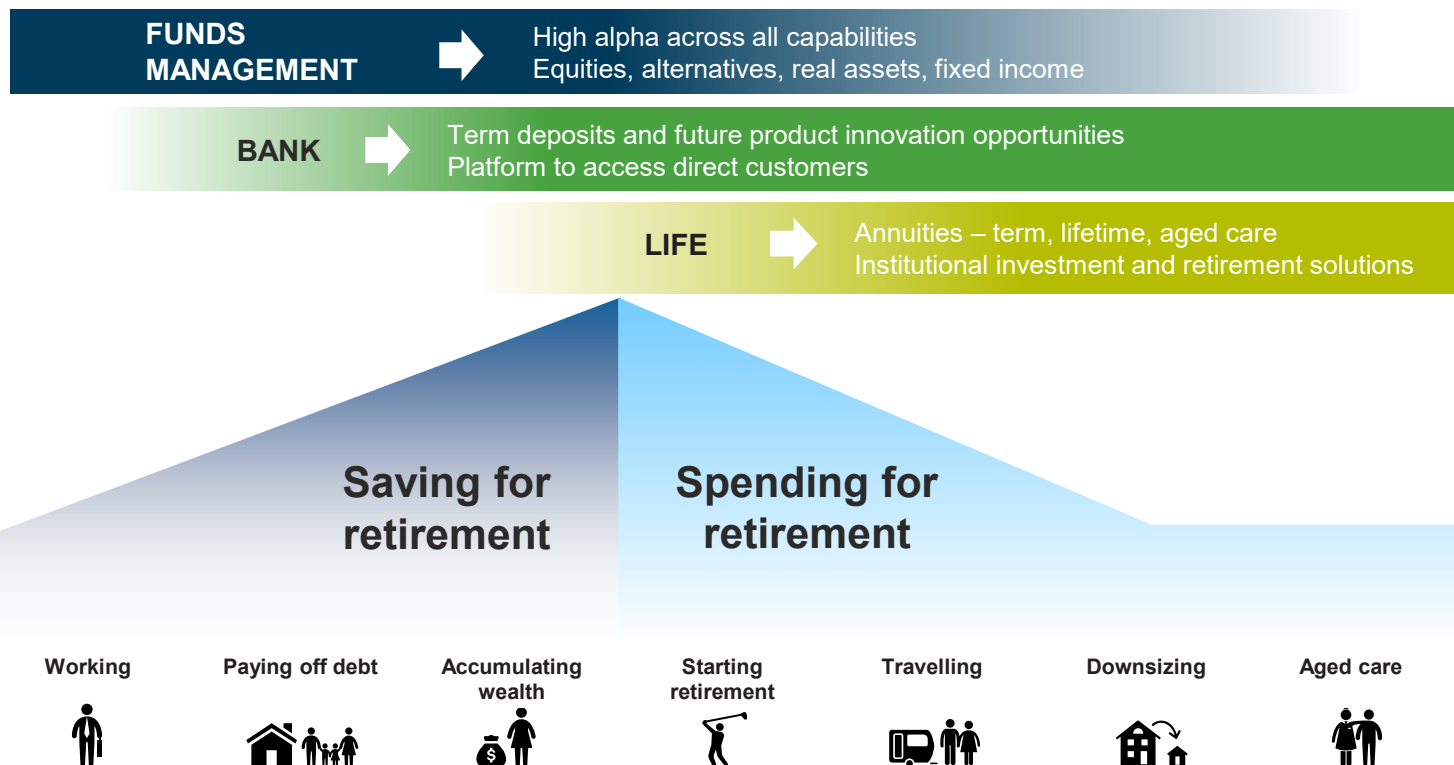 FUNDS
MANAGEMENT
High alpha across all capabilities
Equities, alternatives, real assets, fixed income
BANK
Term deposits and future product innovation opportunities
Platform to access direct customers
LIFE
Annuities – term, lifetime, aged care
Institutional investment and retirement solutions
Saving for
retirement
Spending for
retirement
Working
Paying off debt
Accumulating
wealth
Starting
retirement
Travelling
Downsizing
Aged care
$